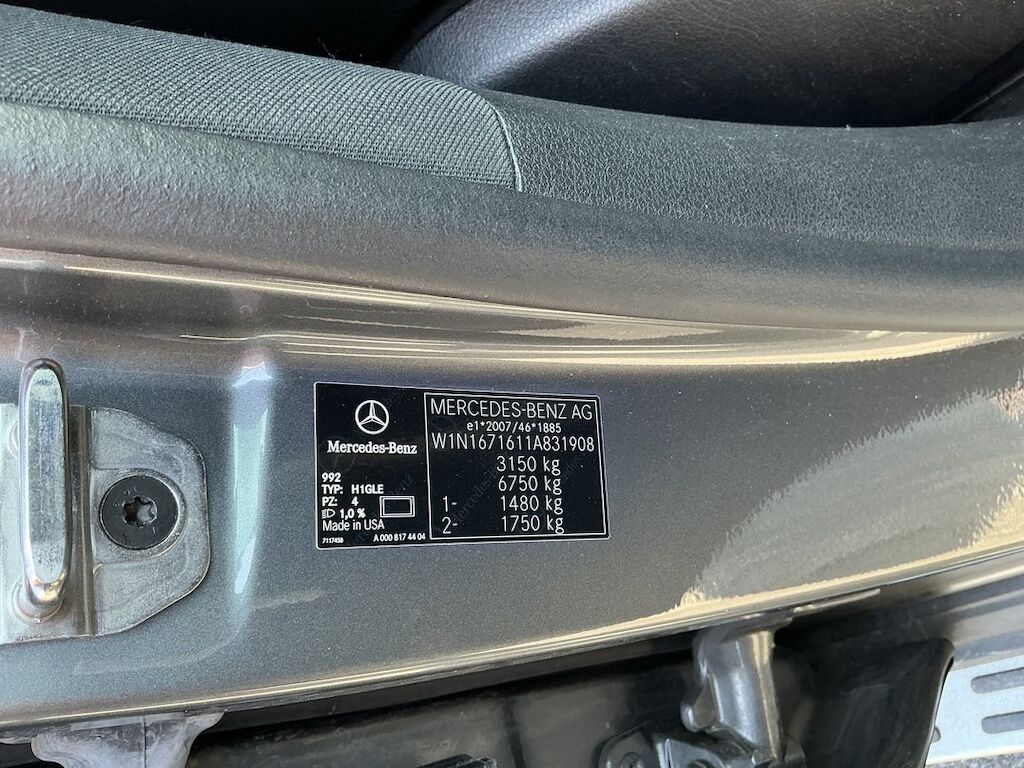 Mercedes-Benz
992
TYP: H1GLE
PZ: 4
1,0 %
Made in USA
7117458
A 000 817 44 04
MERCEDES-BENZ AG
e1*2007/46*1885
W1N1671611A831908
3150 kg
6750 kg
1- 1480 kg
2- 1750 kg